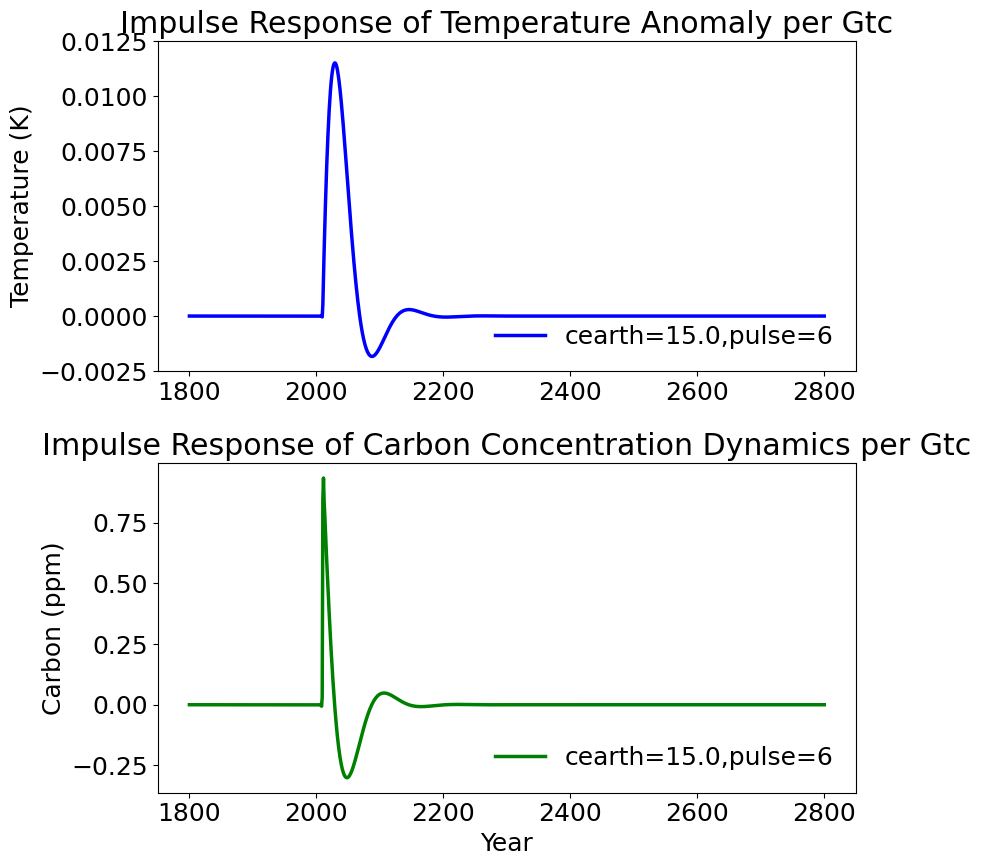 Impulse Response of Temperature Anomaly per Gtc
0.0125
0.0100
0.0075
0.0050
0.0025
0.0000
−0.0025
Temperature (K)
cearth=15.0,pulse=6
1800 2000 2200 2400 2600 2800
Impulse Response of Carbon Concentration Dynamics per Gtc
0.75
0.50
0.25
0.00
−0.25
Carbon (ppm)
cearth=15.0,pulse=6
1800 2000 2200 2400 2600 2800
Year